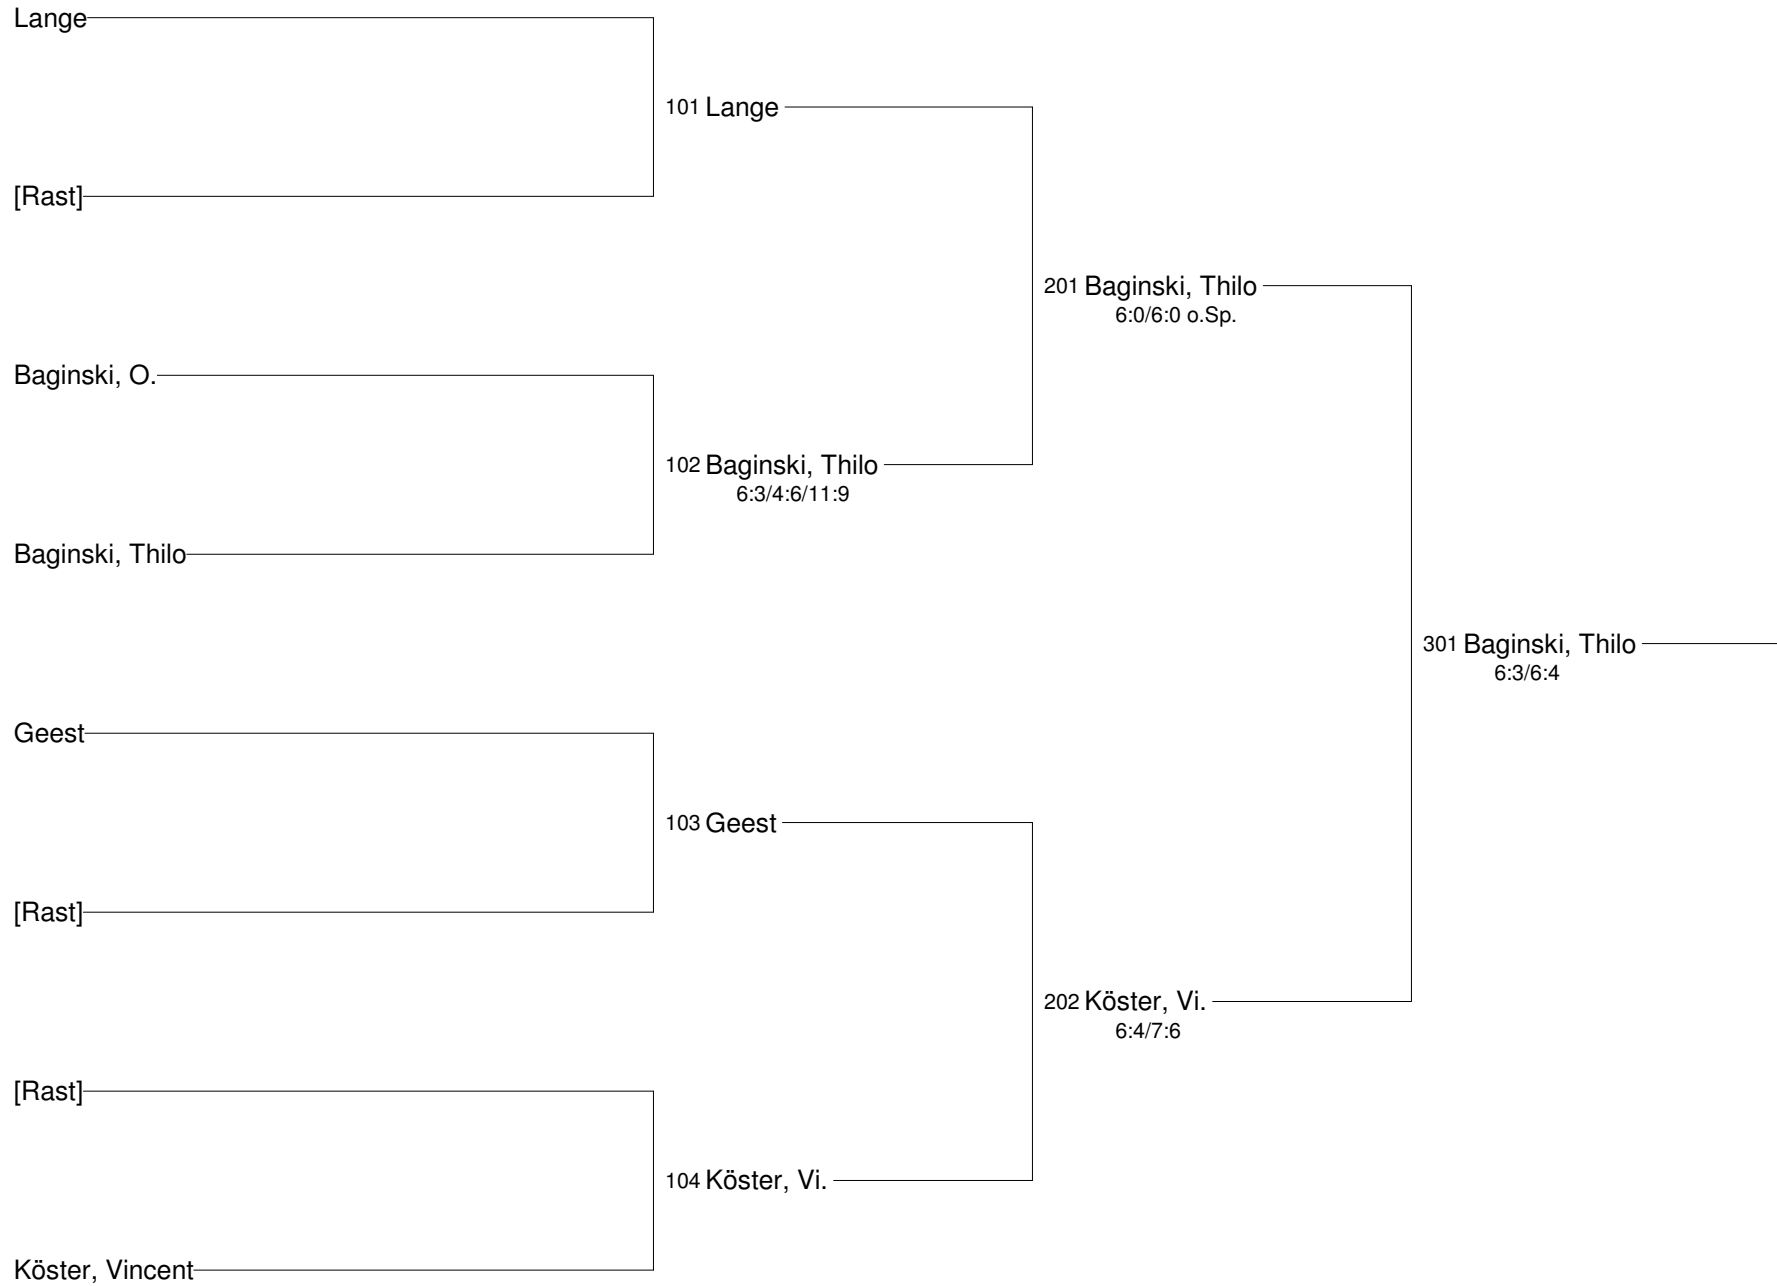 Lange
101 Lange
[Rast]
201 Baginski, Thilo
6:0/6:0 o.Sp.
Baginski, O.
102 Baginski, Thilo
6:3/4:6/11:9
Baginski, Thilo
301 Baginski, Thilo
6:3/6:4
Geest
103 Geest
[Rast]
202 Köster, Vi.
6:4/7:6
[Rast]
104 Köster, Vi.
Köster, Vincent